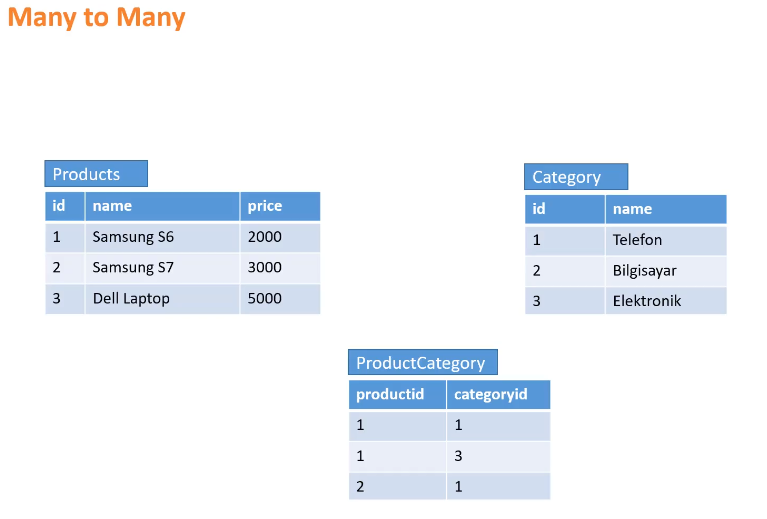 Many to Many
Products
id name price
1 Samsung S6 2000
2 Samsung S7 3000
3 Dell Laptop 5000
Category
id name
1 Telefon
2 Bilgisayar
3 Elektronik
ProductCategory
productid categoryid
1 1
1 3
2 1